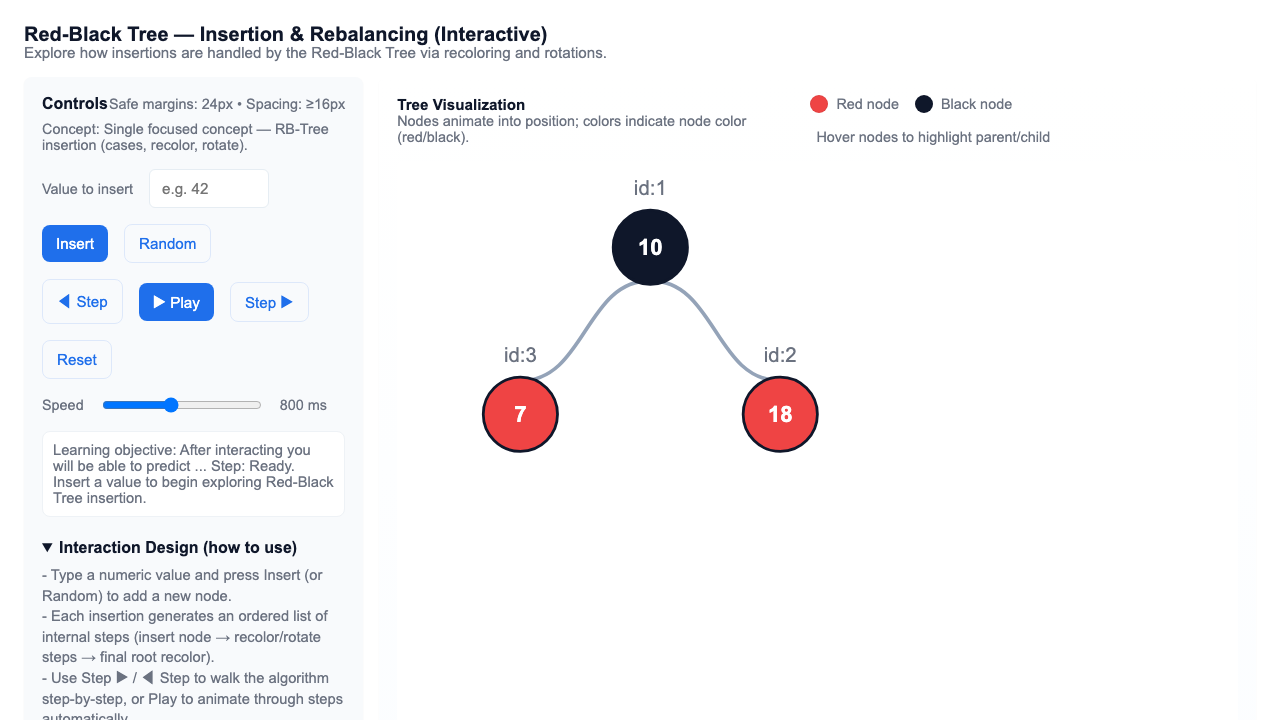 Red-Black Tree — Insertion & Rebalancing (Interactive)
Explore how insertions are handled by the Red-Black Tree via recoloring and rotations.
Controls
Safe margins: 24px • Spacing: ≥16px
Concept: Single focused concept — RB-Tree
insertion (cases, recolor, rotate).
Value to insert
e.g. 42
Insert
Random
◀ Step
▶ Play
Step ▶
Reset
Speed
800 ms
Learning objective: After interacting you
will be able to predict ... Step: Ready.
Insert a value to begin exploring Red-Black
Tree insertion.
▼ Interaction Design (how to use)
- Type a numeric value and press Insert (or
Random) to add a new node.
- Each insertion generates an ordered list of
internal steps (insert node → recolor/rotate
steps → final root recolor).
- Use Step ▶ / ◀ Step to walk the algorithm
step-by-step, or Play to animate through steps
automatically.
Tree Visualization
Nodes animate into position; colors indicate node color
(red/black).
Red node
Black node
Hover nodes to highlight parent/child
id:1
10
id:3
7
id:2
18